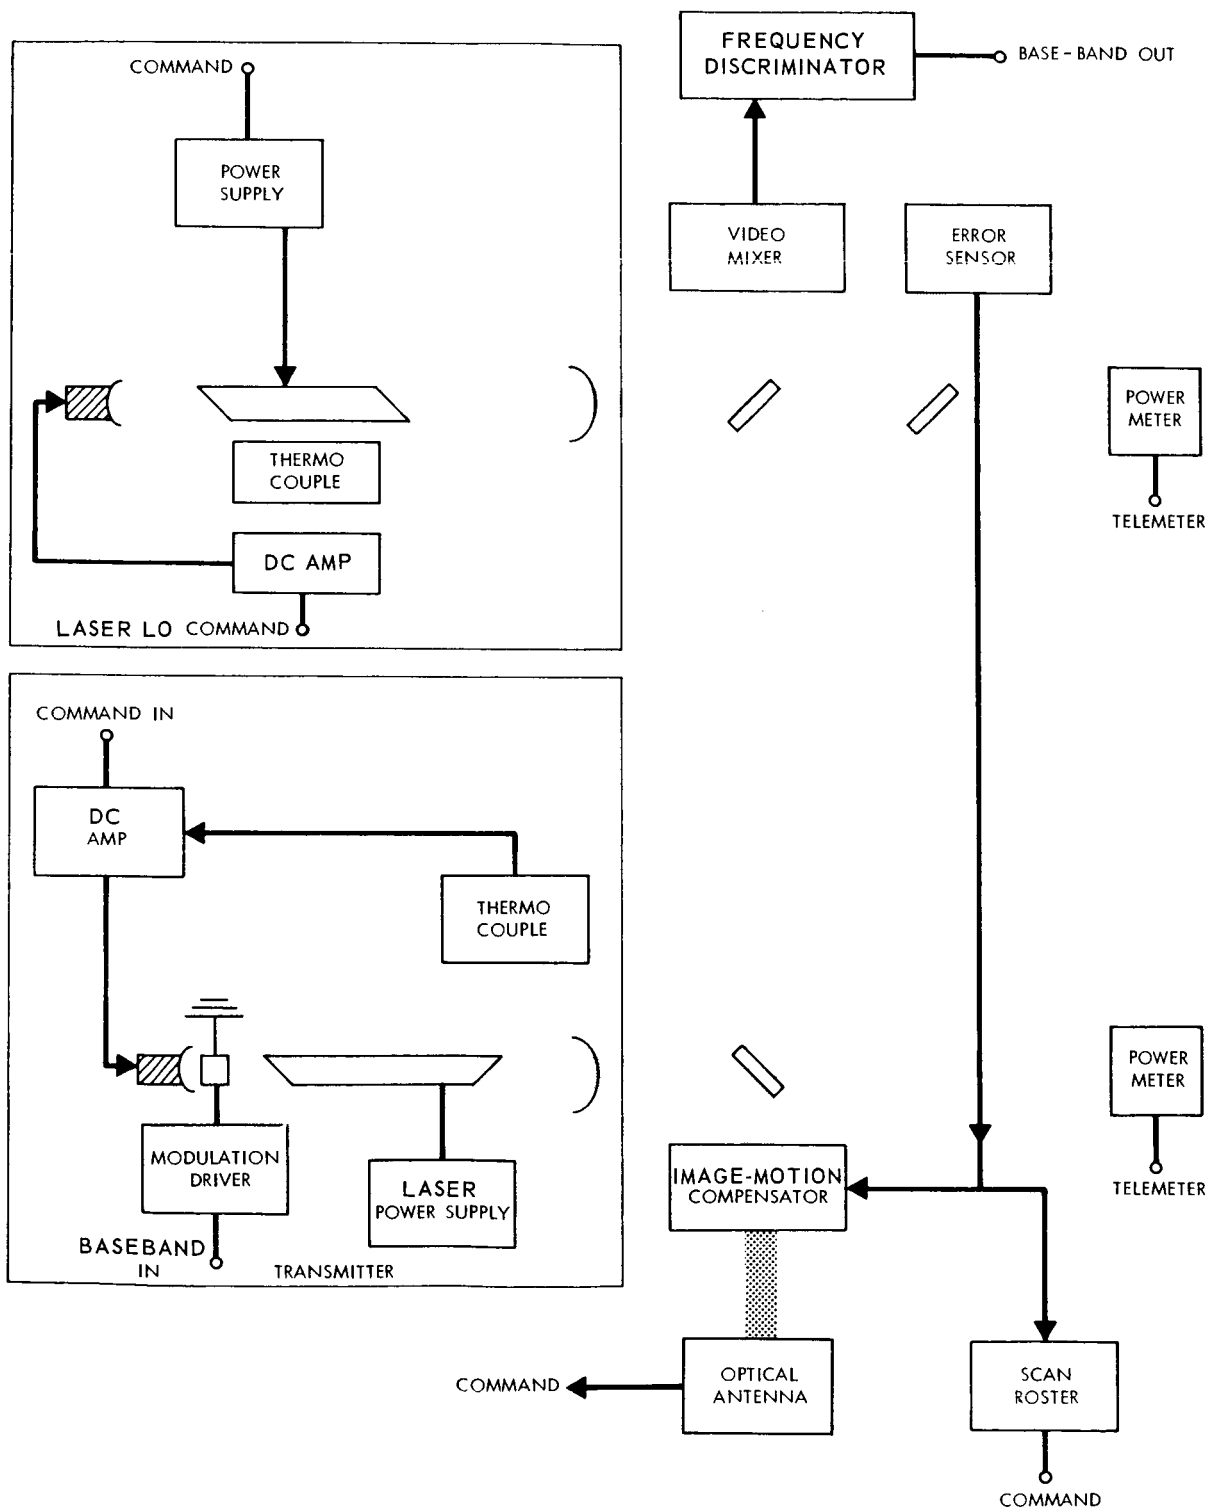 COMMAND
POWER
SUPPLY
THERMO
COUPLE
DC AMP
LASER LO COMMAND
FREQUENCY
DISCRIMINATOR
BASE-BAND OUT
VIDEO
MIXER
ERROR
SENSOR
POWER
METER
TELEMETER
COMMAND IN
DC
AMP
THERMO
COUPLE
MODULATION
DRIVER
LASER
POWER SUPPLY
BASEBAND
IN
TRANSMITTER
POWER
METER
TELEMETER
IMAGE-MOTION
COMPENSATOR
COMMAND
OPTICAL
ANTENNA
SCAN
ROSTER
COMMAND